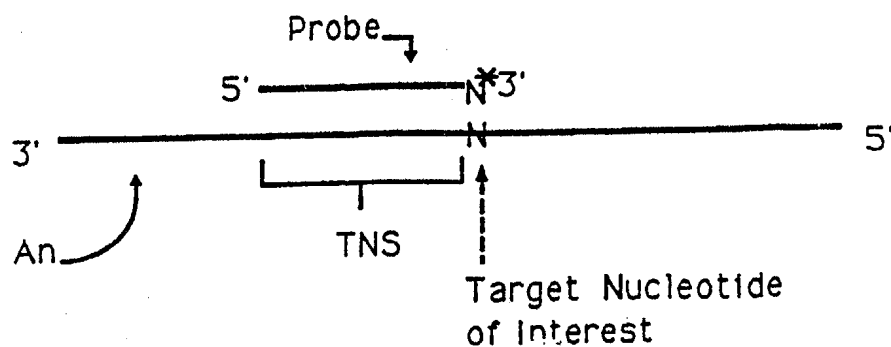 Probe
5' N*3'
3' N 5'
An
TNS
Target Nucleotide
of Interest